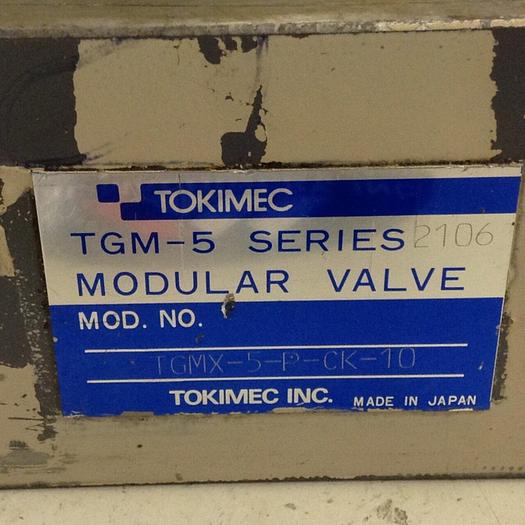 TOKIMEC
TGM-5 SERIES 2106
MODULAR VALVE
MOD. NO.
TGMX-5-P-CK-10
TOKIMEC INC. MADE IN JAPAN